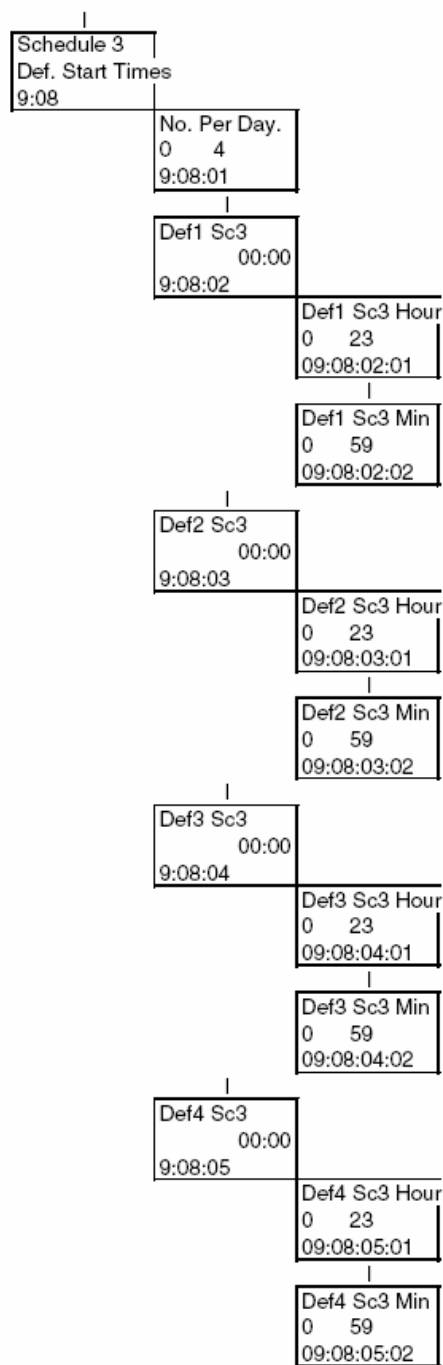 Schedule 3
Def. Start Times
9:08
No. Per Day.
0 4
9:08:01
Def1 Sc3
00:00
9:08:02
Def1 Sc3 Hour
0 23
09:08:02:01
Def1 Sc3 Min
0 59
09:08:02:02
Def2 Sc3
00:00
9:08:03
Def2 Sc3 Hour
0 23
09:08:03:01
Def2 Sc3 Min
0 59
09:08:03:02
Def3 Sc3
00:00
9:08:04
Def3 Sc3 Hour
0 23
09:08:04:01
Def3 Sc3 Min
0 59
09:08:04:02
Def4 Sc3
00:00
9:08:05
Def4 Sc3 Hour
0 23
09:08:05:01
Def4 Sc3 Min
0 59
09:08:05:02